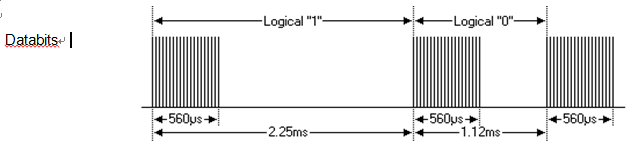 Logical "1" Logical "0"
Databits
560µs 560µs 560µs
2.25ms 1.12ms